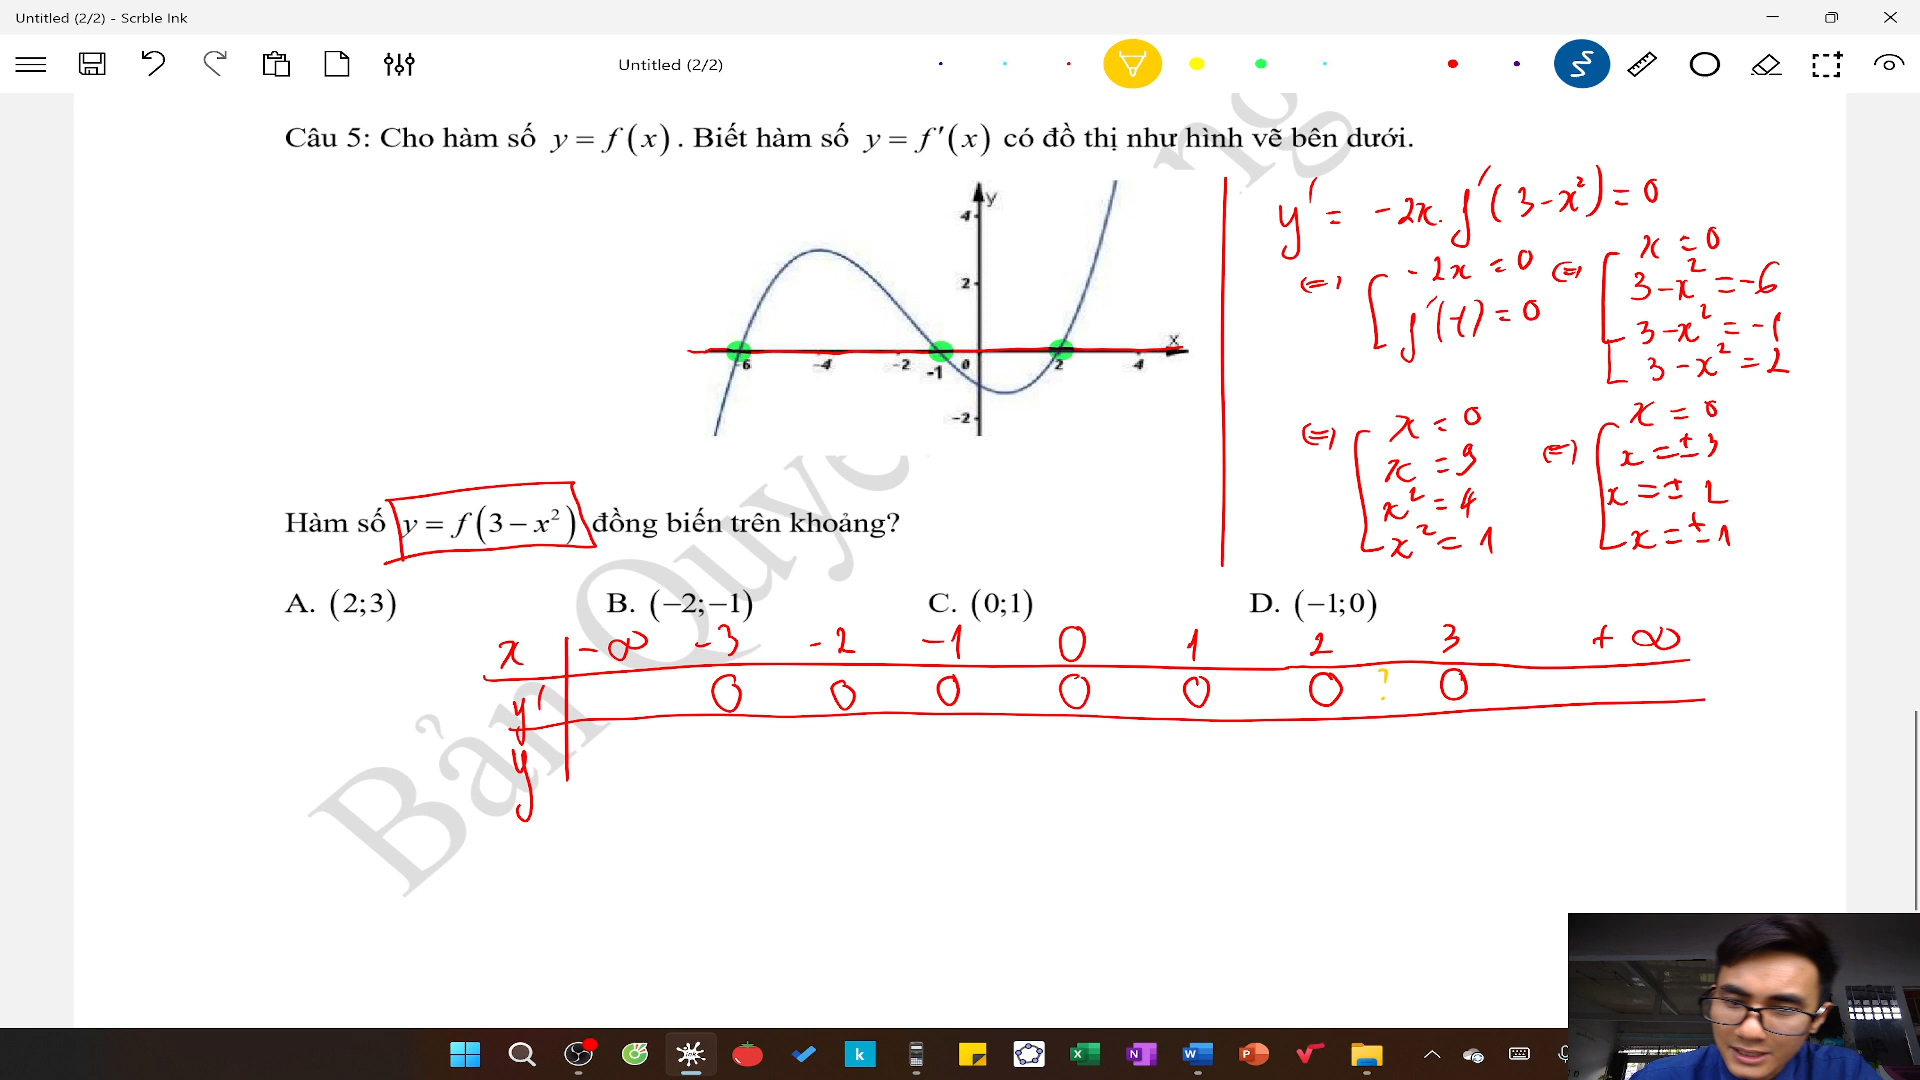 Untitled (2/2) - Scrble Ink
Untitled (2/2)
Câu 5: Cho hàm số y = f(x). Biết hàm số y = f'(x) có đồ thị như hình vẽ bên dưới.
y
4
2
x
-6 -4 -2 -1 0 2 4
-2
y' = -2x. f'(3-x²) = 0
⇔ [ -2x = 0
f'(t) = 0
⇔ [ x = 0
3-x² = -6
3-x² = -1
3-x² = 2
⇔ [ x = 0
x = 9
x² = 4
x² = 1
⇔ [ x = 0
x = ±3
x = ±2
x = ±1
Hàm số y = f(3 – x²) đồng biến trên khoảng?
A. (2;3) B. (−2;−1) C. (0;1) D. (−1;0)
x -∞ -3 -2 -1 0 1 2 3 +∞
y' 0 0 0 0 0 0 ? 0
y
Bản Quyề
ng